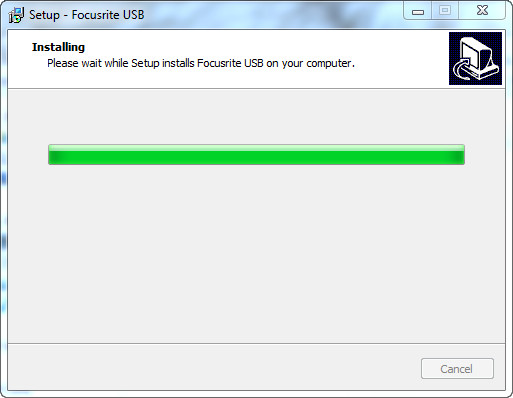 Setup - Focusrite USB
Installing
Please wait while Setup installs Focusrite USB on your computer.
Cancel